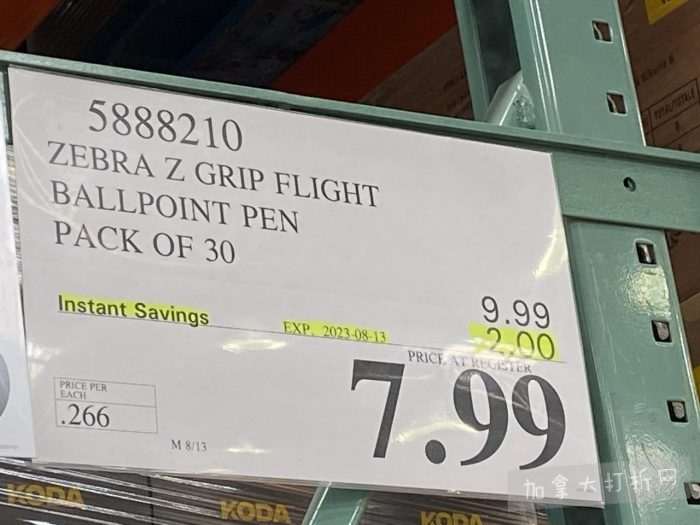 5888210
ZEBRA Z GRIP FLIGHT
BALLPOINT PEN
PACK OF 30
9.99
Instant Savings EXP. 2023-08-13 2.00
PRICE AT REGISTER
7.99
PRICE PER
EACH
.266
M 8/13
KODA KODA KODA
TOTAL/TOTALE
加拿大打折网